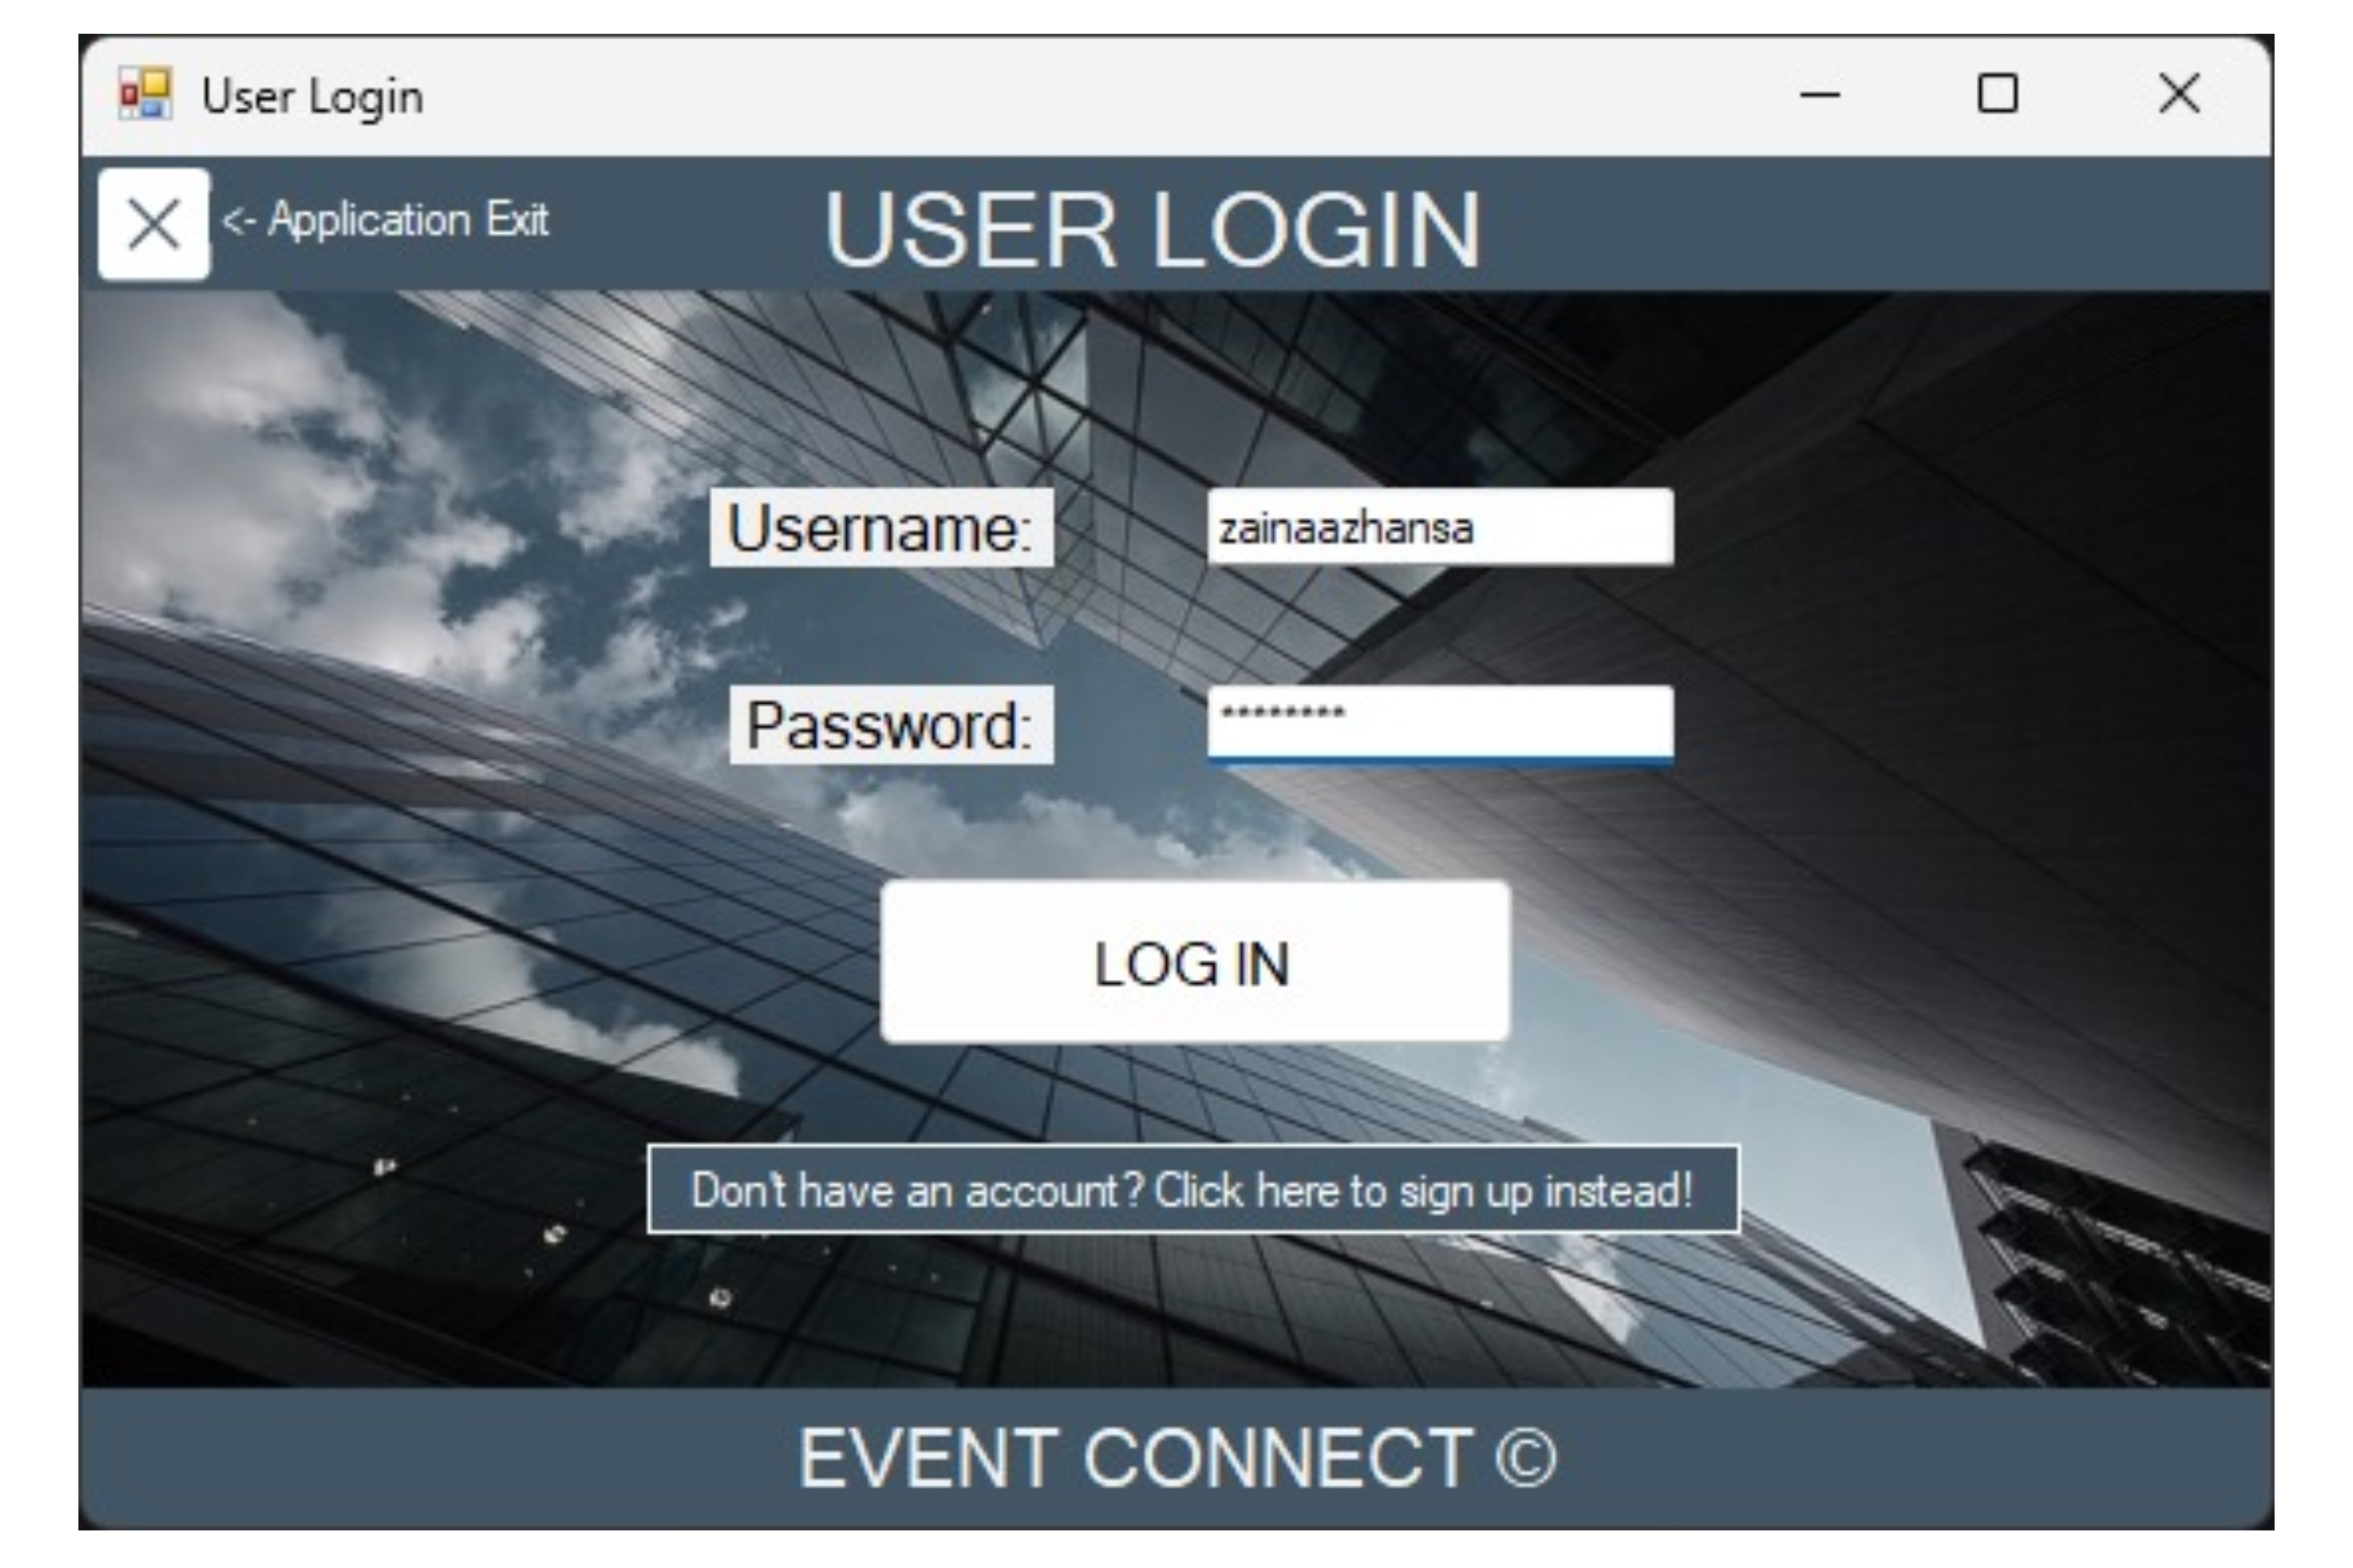 User Login
<- Application Exit
USER LOGIN
Username: zainaazhansa
Password: ********
LOG IN
Don't have an account? Click here to sign up instead!
EVENT CONNECT ©